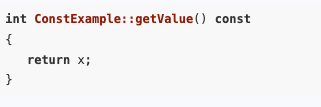 int ConstExample::getValue() const
{
   return x;
}